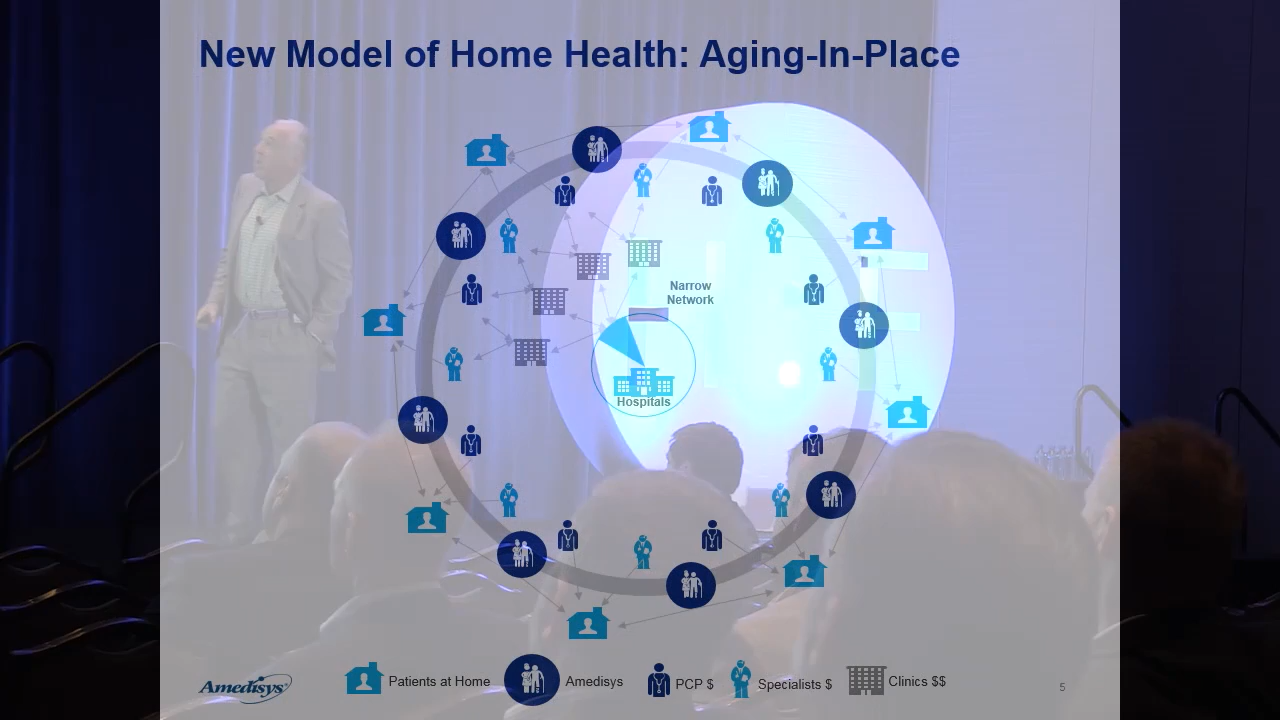 New Model of Home Health: Aging-In-Place
Narrow
Network
Hospitals
Amedisys
Patients at Home
Amedisys
PCP $
Specialists $
Clinics $$
5